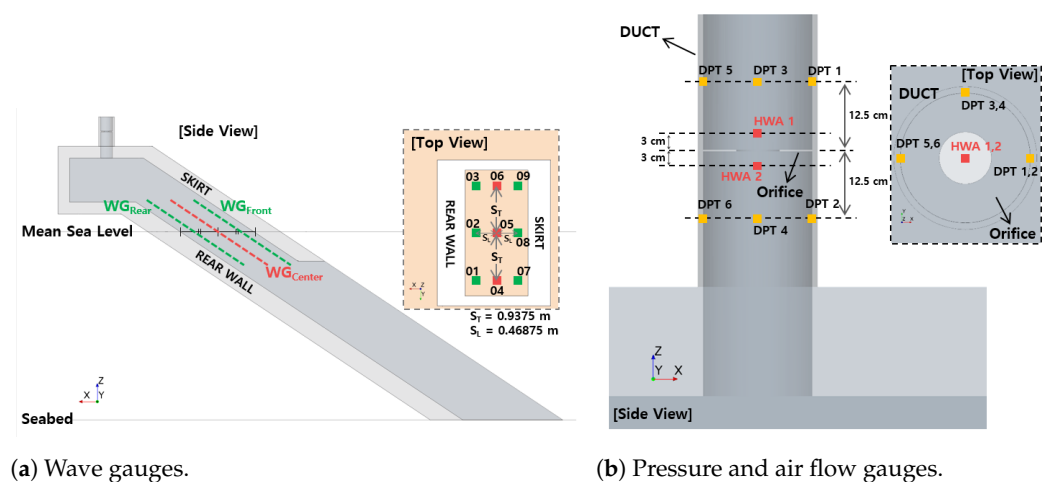 [Side View]
SKIRT
WG_Rear
WG_Front
Mean Sea Level
WG_Center
REAR WALL
X
Z
Y
Seabed
[Top View]
03 06 09
S_T
REAR WALL
02 05
S_L S_L
08
SKIRT
S_T
01 07
04
X Z
Y
S_T = 0.9375 m
S_L = 0.46875 m
(a) Wave gauges.
DUCT
DPT 5 DPT 3 DPT 1
12.5 cm
HWA 1
3 cm
3 cm
HWA 2
Orifice
12.5 cm
DPT 6 DPT 4 DPT 2
Z
Y X
[Side View]
[Top View]
DUCT
DPT 3,4
DPT 5,6
HWA 1,2
DPT 1,2
Orifice
(b) Pressure and air flow gauges.